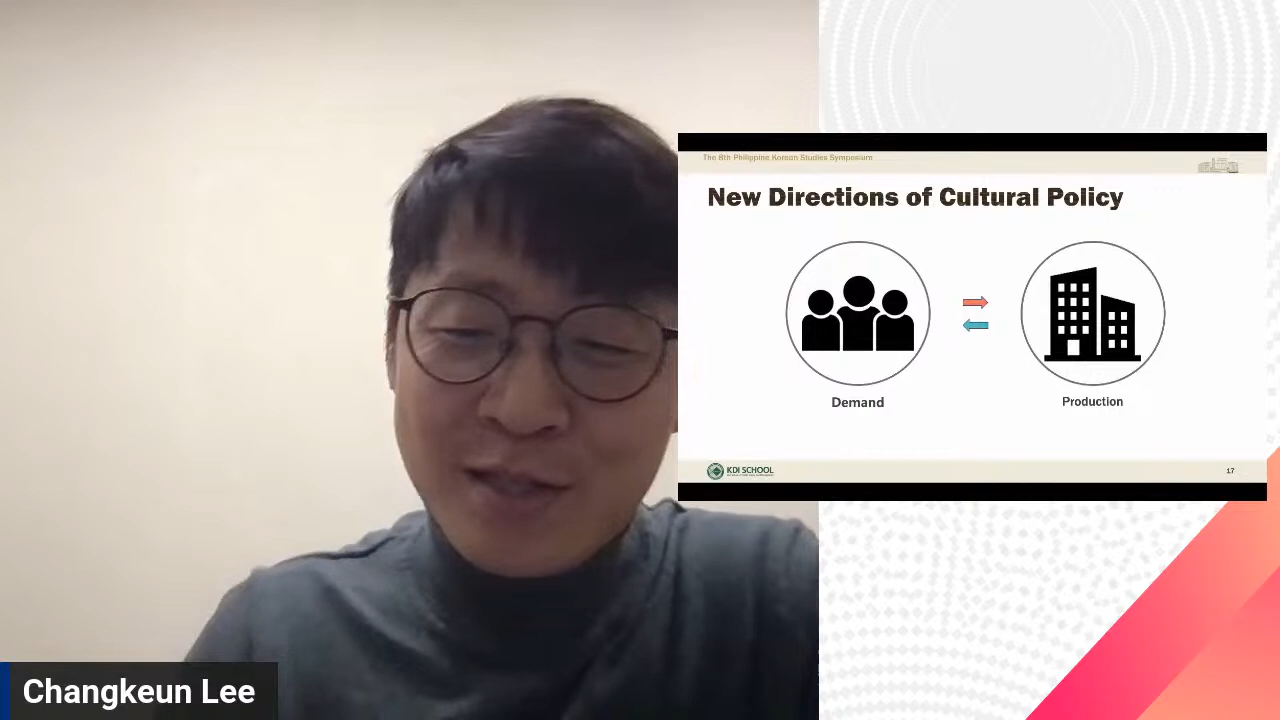 The 8th Philippine Korean Studies Symposium
New Directions of Cultural Policy
Demand
Production
KDI SCHOOL
17
Changkeun Lee